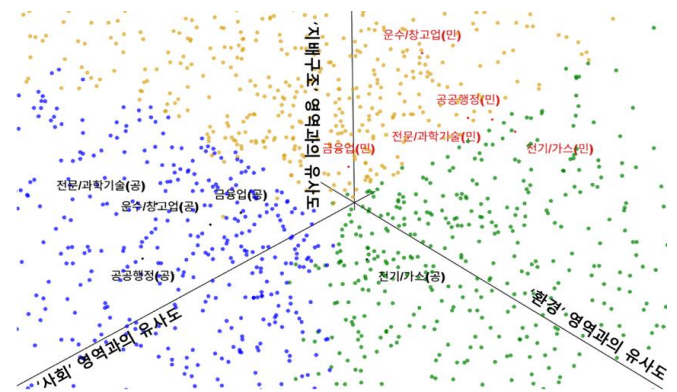 운수/창고업(민)
'지배구조' 영역과의 유사도
공공행정(민)
전문/과학기술(민)
금융업(민)
전기/가스(민)
전문/과학기술(공)
금융업(공)
운수/창고업(공)
공공행정(공)
전기/가스(공)
'사회' 영역과의 유사도
'환경' 영역과의 유사도